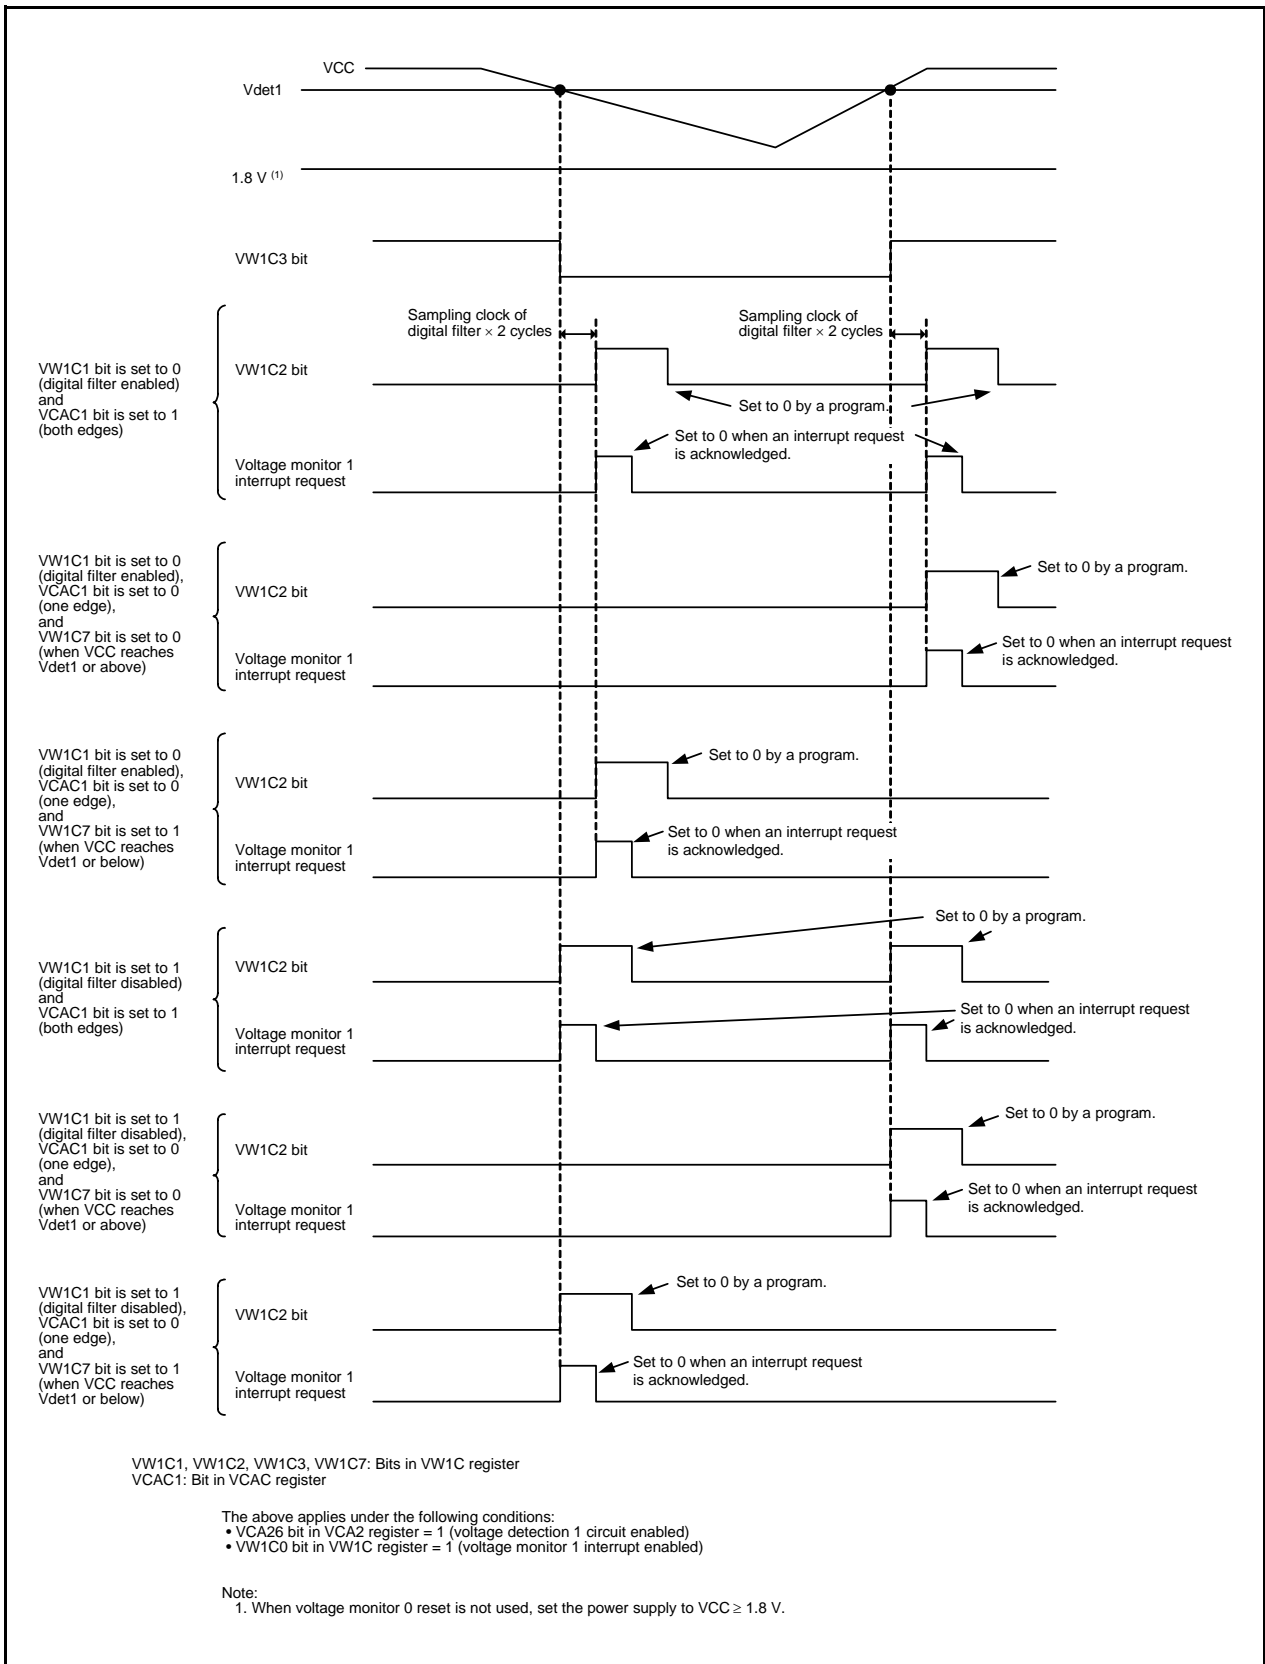 VCC
Vdet1
1.8 V (1)
VW1C3 bit
Sampling clock of
digital filter × 2 cycles
Sampling clock of
digital filter × 2 cycles
VW1C1 bit is set to 0
(digital filter enabled)
and
VCAC1 bit is set to 1
(both edges)
VW1C2 bit
Set to 0 by a program.
Set to 0 when an interrupt request
is acknowledged.
Voltage monitor 1
interrupt request
VW1C1 bit is set to 0
(digital filter enabled),
VCAC1 bit is set to 0
(one edge),
and
VW1C7 bit is set to 0
(when VCC reaches
Vdet1 or above)
VW1C2 bit
Set to 0 by a program.
Set to 0 when an interrupt request
is acknowledged.
Voltage monitor 1
interrupt request
VW1C1 bit is set to 0
(digital filter enabled),
VCAC1 bit is set to 0
(one edge),
and
VW1C7 bit is set to 1
(when VCC reaches
Vdet1 or below)
VW1C2 bit
Set to 0 by a program.
Set to 0 when an interrupt request
is acknowledged.
Voltage monitor 1
interrupt request
VW1C1 bit is set to 1
(digital filter disabled)
and
VCAC1 bit is set to 1
(both edges)
VW1C2 bit
Set to 0 by a program.
Set to 0 when an interrupt request
is acknowledged.
Voltage monitor 1
interrupt request
VW1C1 bit is set to 1
(digital filter disabled),
VCAC1 bit is set to 0
(one edge),
and
VW1C7 bit is set to 0
(when VCC reaches
Vdet1 or above)
VW1C2 bit
Set to 0 by a program.
Set to 0 when an interrupt request
is acknowledged.
Voltage monitor 1
interrupt request
VW1C1 bit is set to 1
(digital filter disabled),
VCAC1 bit is set to 0
(one edge),
and
VW1C7 bit is set to 1
(when VCC reaches
Vdet1 or below)
VW1C2 bit
Set to 0 by a program.
Set to 0 when an interrupt request
is acknowledged.
Voltage monitor 1
interrupt request
VW1C1, VW1C2, VW1C3, VW1C7: Bits in VW1C register
VCAC1: Bit in VCAC register
The above applies under the following conditions:
• VCA26 bit in VCA2 register = 1 (voltage detection 1 circuit enabled)
• VW1C0 bit in VW1C register = 1 (voltage monitor 1 interrupt enabled)
Note:
1. When voltage monitor 0 reset is not used, set the power supply to VCC ≥ 1.8 V.